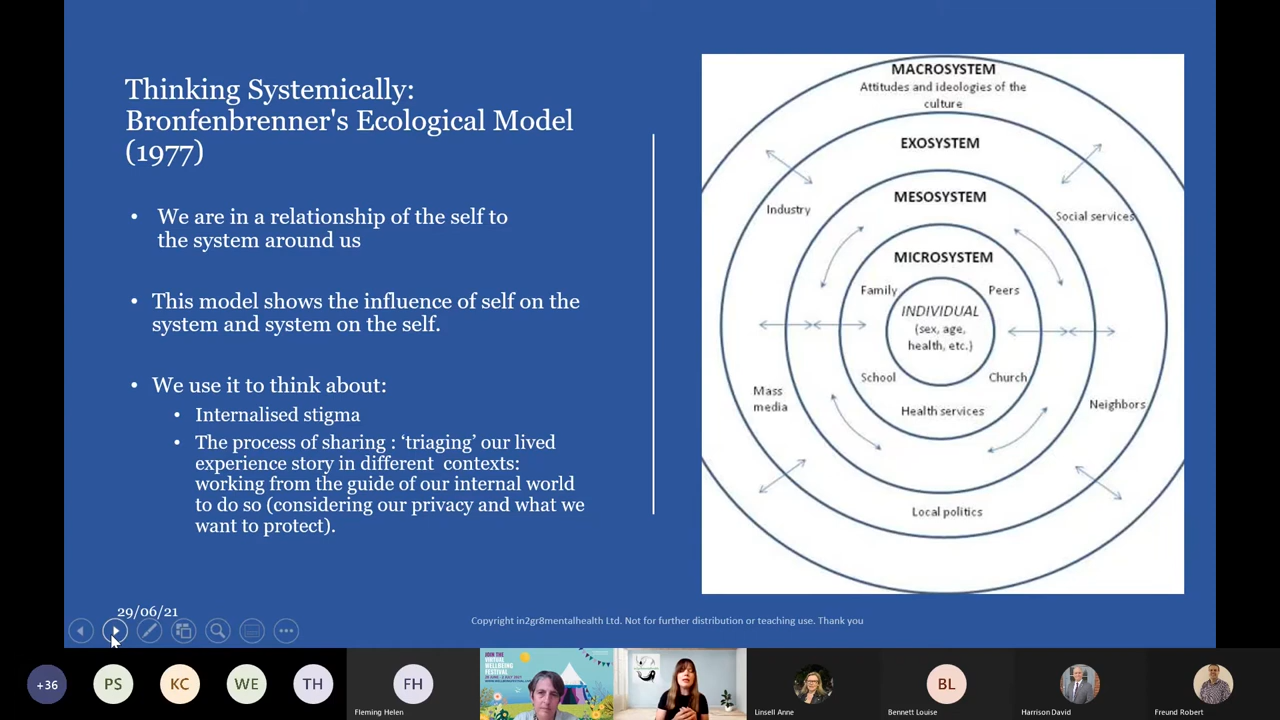 Thinking Systemically:
Bronfenbrenner's Ecological Model
(1977)
• We are in a relationship of the self to
the system around us
• This model shows the influence of self on the
system and system on the self.
• We use it to think about:
• Internalised stigma
• The process of sharing : ‘triaging’ our lived
experience story in different contexts:
working from the guide of our internal world
to do so (considering our privacy and what we
want to protect).
MACROSYSTEM
Attitudes and ideologies of the
culture
EXOSYSTEM
MESOSYSTEM
Industry
Social services
MICROSYSTEM
Family
Peers
INDIVIDUAL
(sex, age,
health, etc.)
School
Church
Mass
media
Neighbors
Health services
Local politics
29/06/21
Copyright in2gr8mentalhealth Ltd. Not for further distribution or teaching use. Thank you
+36
PS
KC
WE
TH
FH
Fleming Helen
JOIN THE
VIRTUAL
WELLBEING
FESTIVAL
Linsell Anne
BL
Bennett Louise
Harrison David
Freund Robert